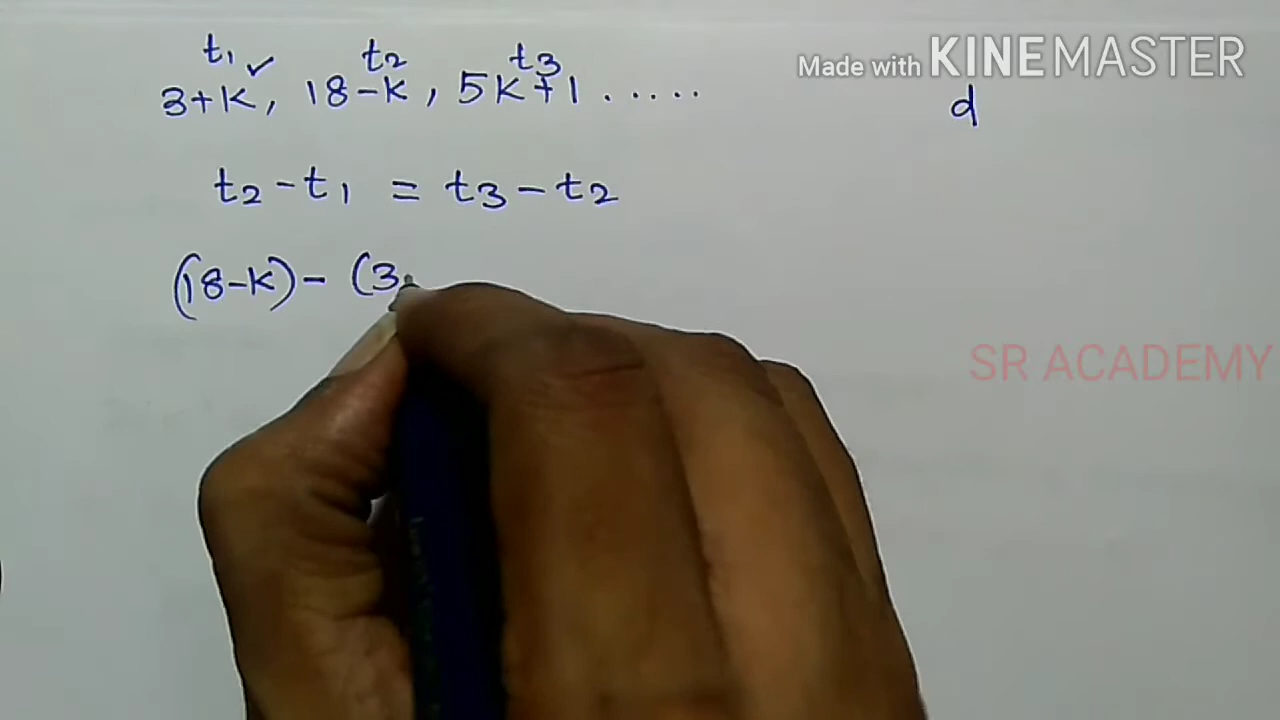 t1 t2 t3
Made with KINEMASTER
3+K, 18-K, 5K+1 .....
d
t2 - t1 = t3 - t2
(18-K) - (3
SR ACADEMY